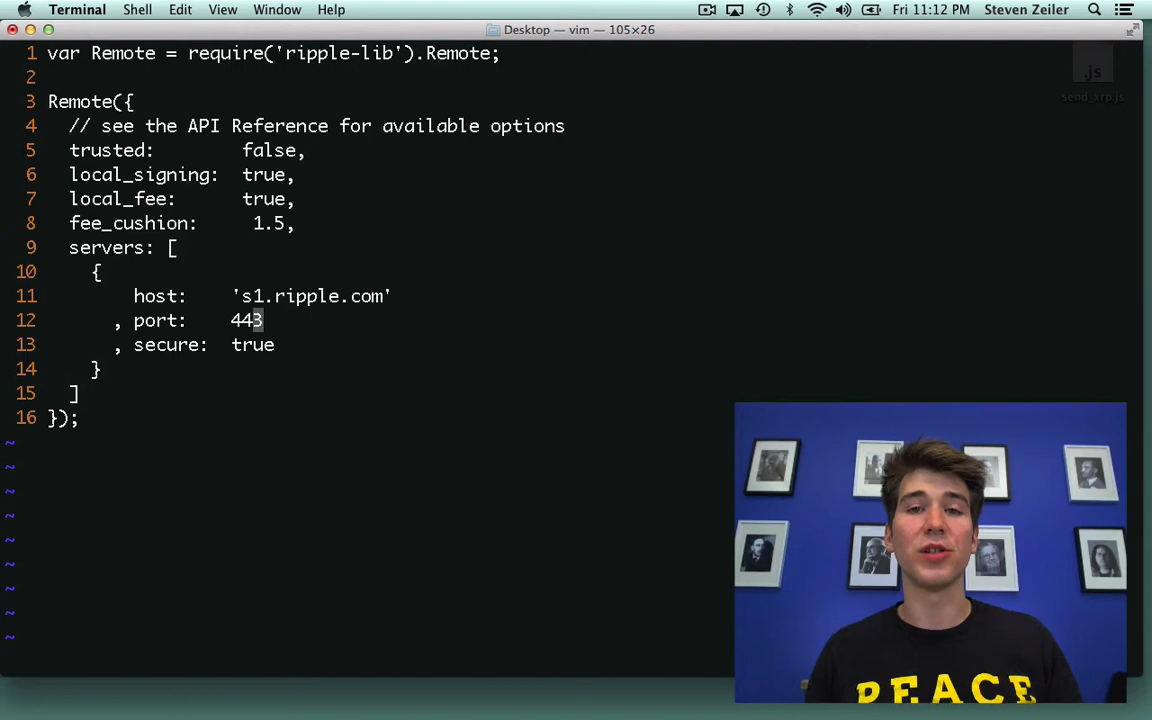 Terminal Shell Edit View Window Help Fri 11:12 PM Steven Zeiler
Desktop — vim — 105×26
1 var Remote = require('ripple-lib').Remote;
2
3 Remote({
4 // see the API Reference for available options
5 trusted: false,
6 local_signing: true,
7 local_fee: true,
8 fee_cushion: 1.5,
9 servers: [
10 {
11 host: 's1.ripple.com'
12 , port: 443
13 , secure: true
14 }
15 ]
16 });
~
~
~
~
~
~
~
~
~
.js
send_xrp.js
PEACE